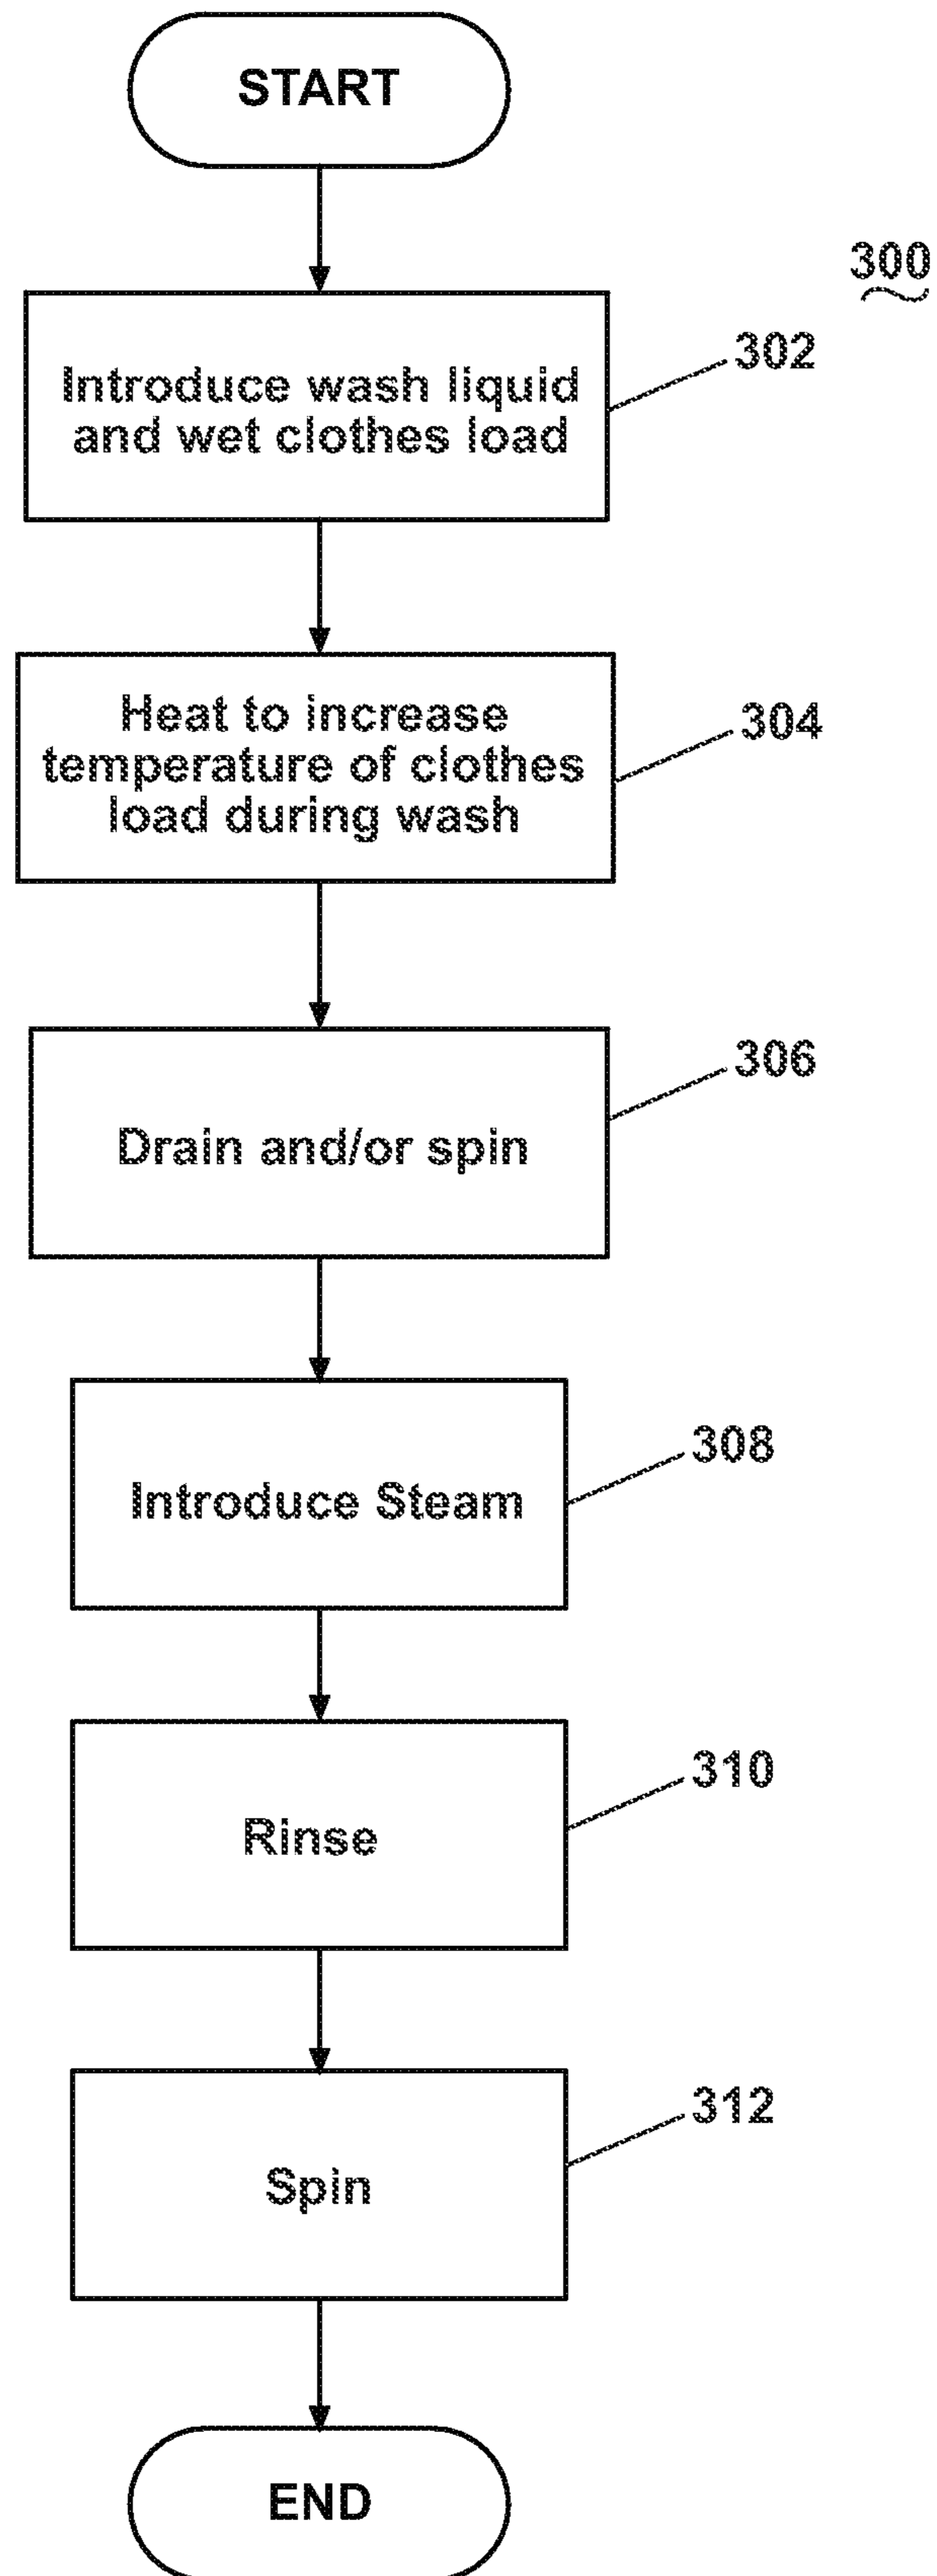 START
300
302
Introduce wash liquid
and wet clothes load
304
Heat to increase
temperature of clothes
load during wash
306
Drain and/or spin
308
Introduce Steam
310
Rinse
312
Spin
END